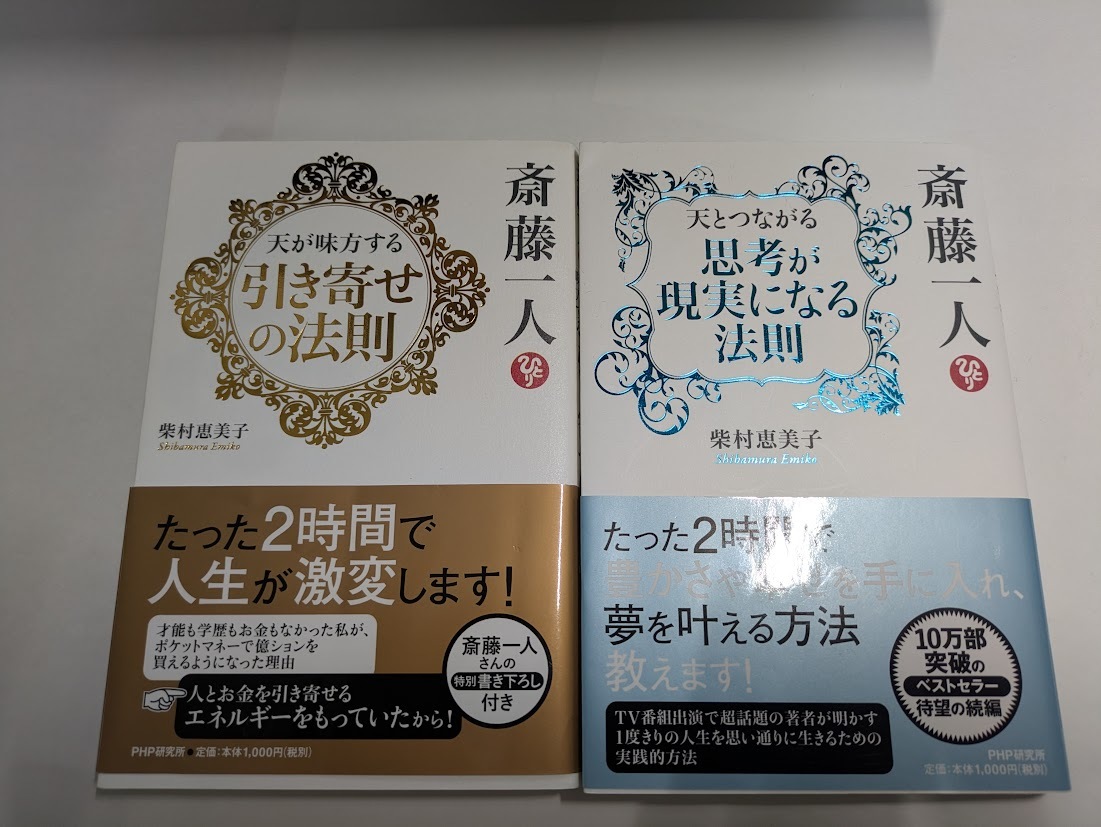 斎藤一人
ひとり
天が味方する
引き寄せ
の法則
柴村恵美子
Shibamura Emiko
たった2時間で
人生が激変します!
才能も学歴もお金もなかった私が、
ポケットマネーで億ションを
買えるようになった理由
人とお金を引き寄せる
エネルギーをもっていたから!
斎藤一人
さんの
特別書き下ろし
付き
PHP研究所●定価:本体1,000円(税別)
斎藤一人
ひとり
天とつながる
思考が
現実になる
法則
柴村恵美子
Shibamura Emiko
たった2時間で
豊かさや を手に入れ、
夢を叶える方法
教えます!
10万部
突破の
ベストセラー
待望の続編
TV番組出演で超話題の著者が明かす
1度きりの人生を思い通りに生きるための
実践的方法
PHP研究所
定価:本体1,000円(税別)